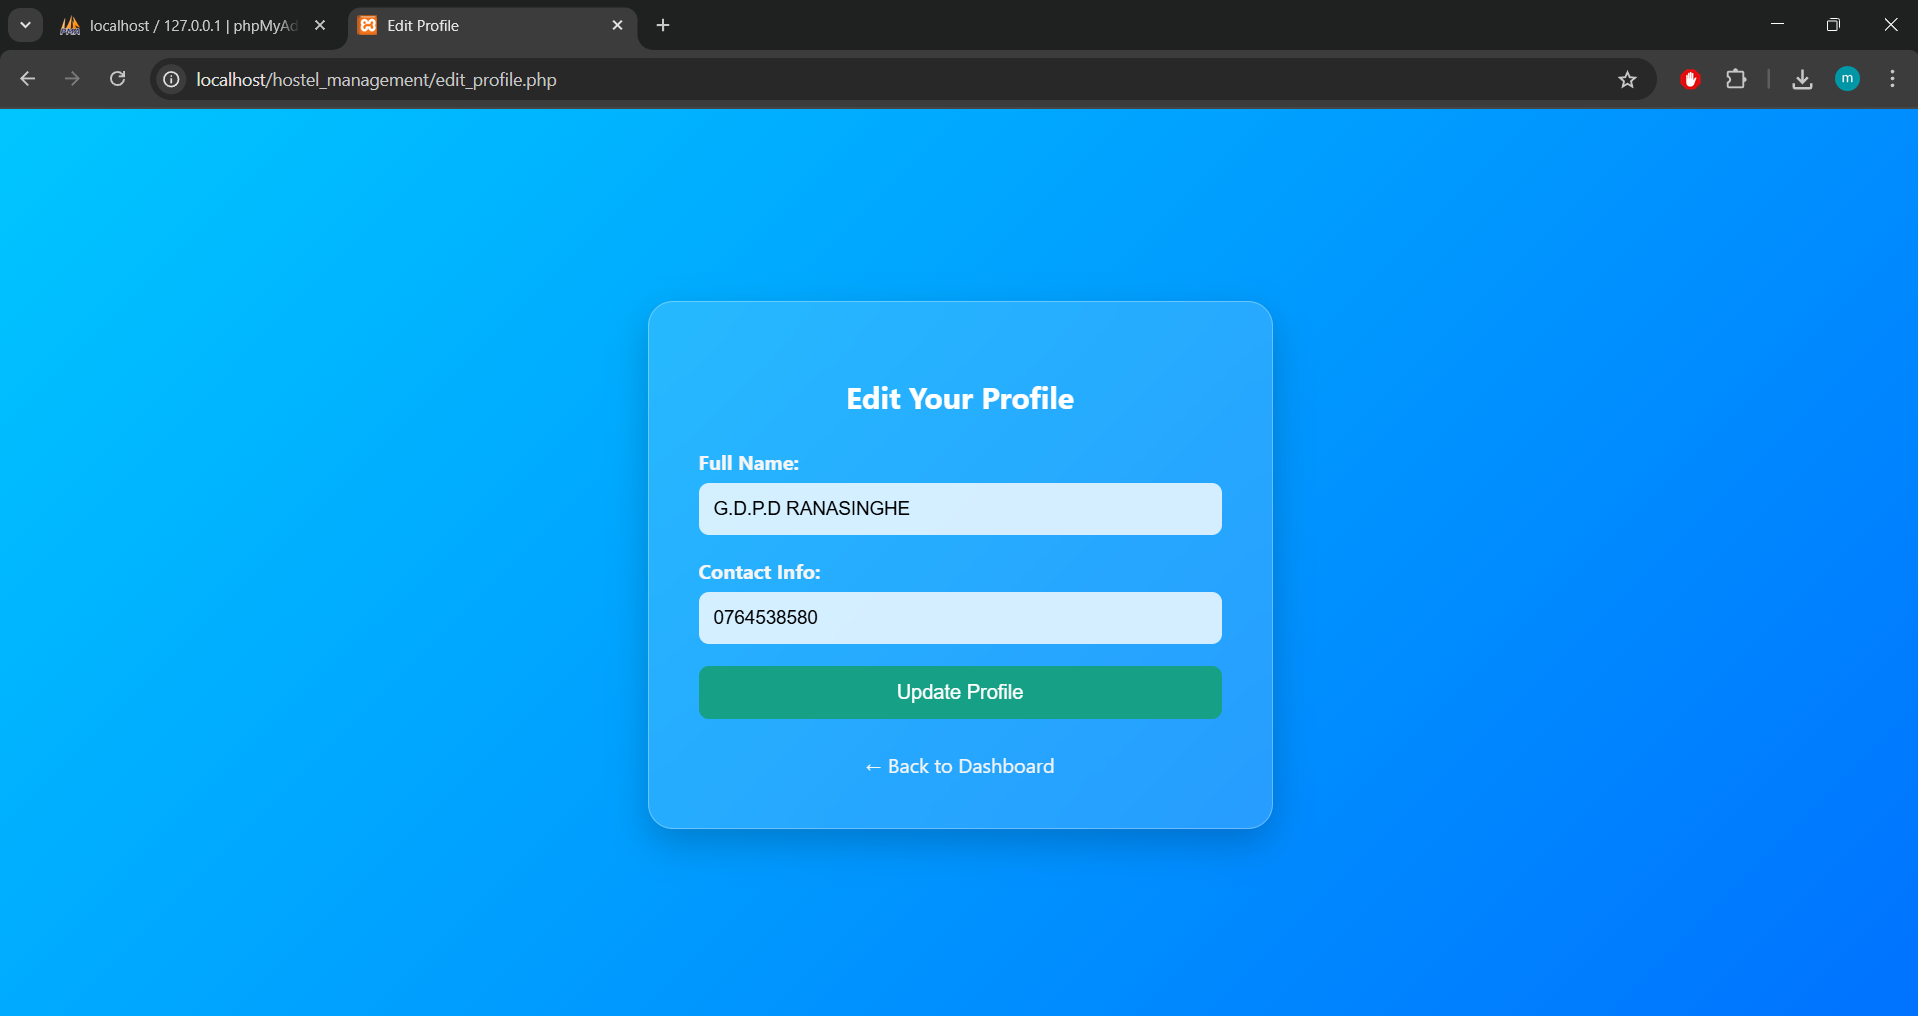 localhost / 127.0.0.1 | phpMyAd
Edit Profile
localhost/hostel_management/edit_profile.php
m
Edit Your Profile
Full Name:
G.D.P.D RANASINGHE
Contact Info:
0764538580
Update Profile
← Back to Dashboard